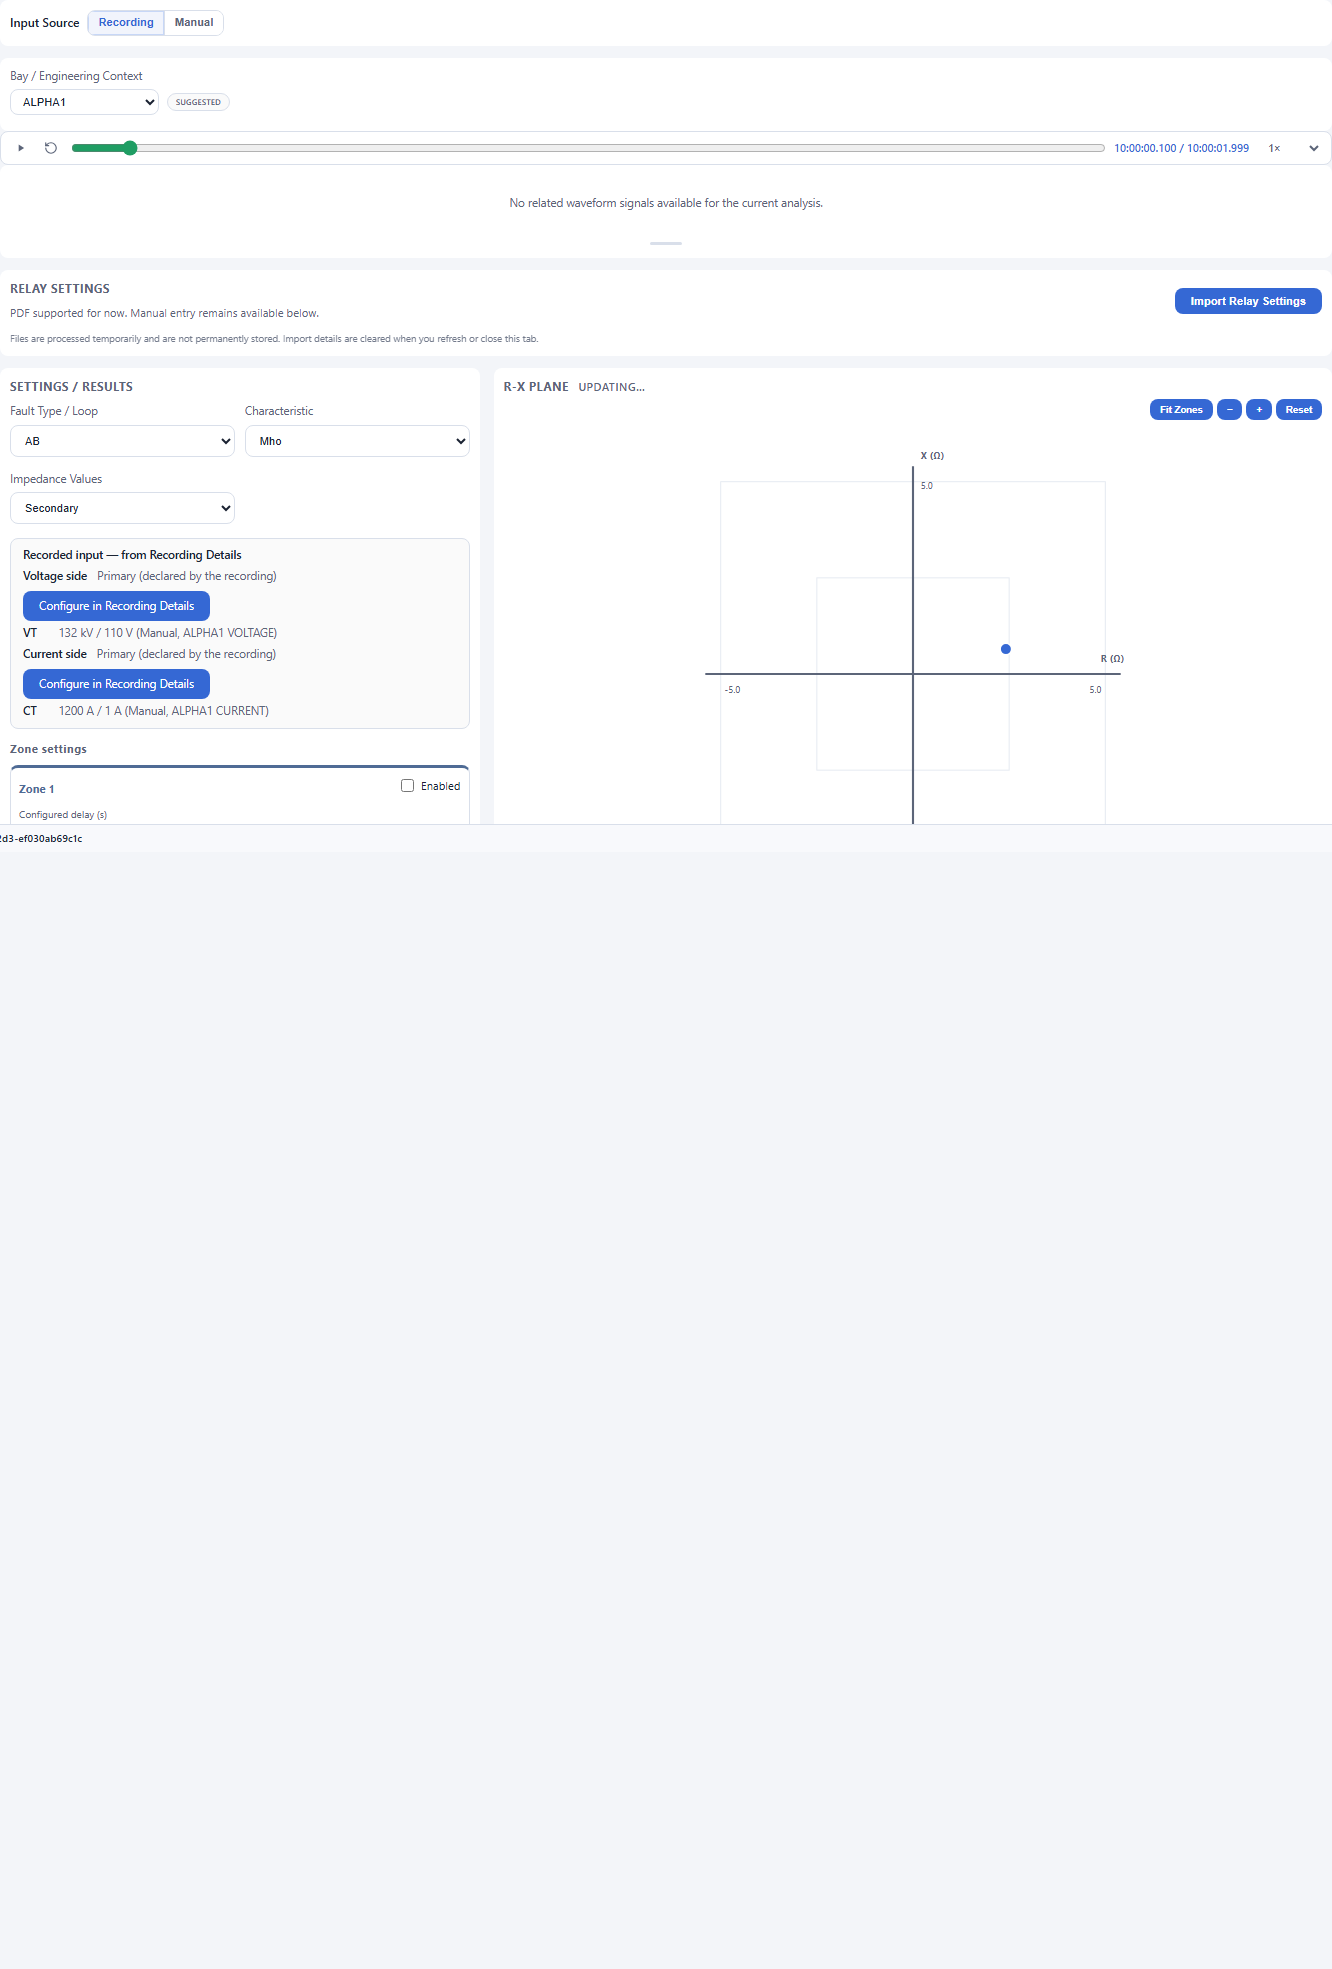 Input Source Recording Manual
Bay / Engineering Context
ALPHA1 SUGGESTED
10:00:00.100 / 10:00:01.999 1×
No related waveform signals available for the current analysis.
RELAY SETTINGS
PDF supported for now. Manual entry remains available below.
Import Relay Settings
Files are processed temporarily and are not permanently stored. Import details are cleared when you refresh or close this tab.
SETTINGS / RESULTS
Fault Type / Loop Characteristic
AB Mho
Impedance Values
Secondary
Recorded input — from Recording Details
Voltage side Primary (declared by the recording)
Configure in Recording Details
VT 132 kV / 110 V (Manual, ALPHA1 VOLTAGE)
Current side Primary (declared by the recording)
Configure in Recording Details
CT 1200 A / 1 A (Manual, ALPHA1 CURRENT)
Zone settings
Zone 1 Enabled
Configured delay (s)
R-X PLANE UPDATING...
Fit Zones − + Reset
X (Ω)
5.0
R (Ω)
-5.0 5.0
2d3-ef030ab69c1c